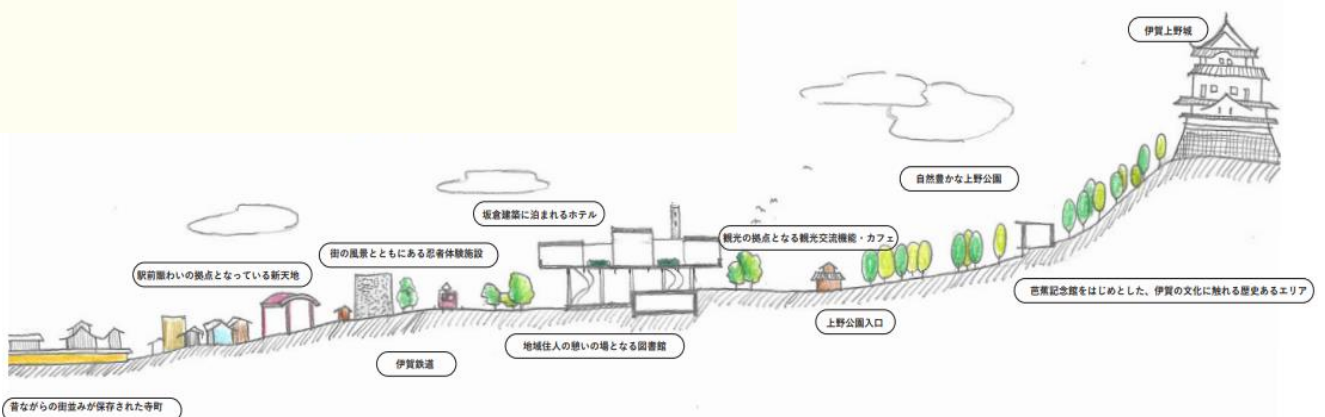 伊賀上野城
自然豊かな上野公園
坂倉建築に泊まれるホテル
観光の拠点となる観光交流機能・カフェ
街の風景とともにある忍者体験施設
駅前賑わいの拠点となっている新天地
芭蕉記念館をはじめとした、伊賀の文化に触れる歴史あるエリア
上野公園入口
地域住人の憩いの場となる図書館
伊賀鉄道
昔ながらの街並みが保存された寺町